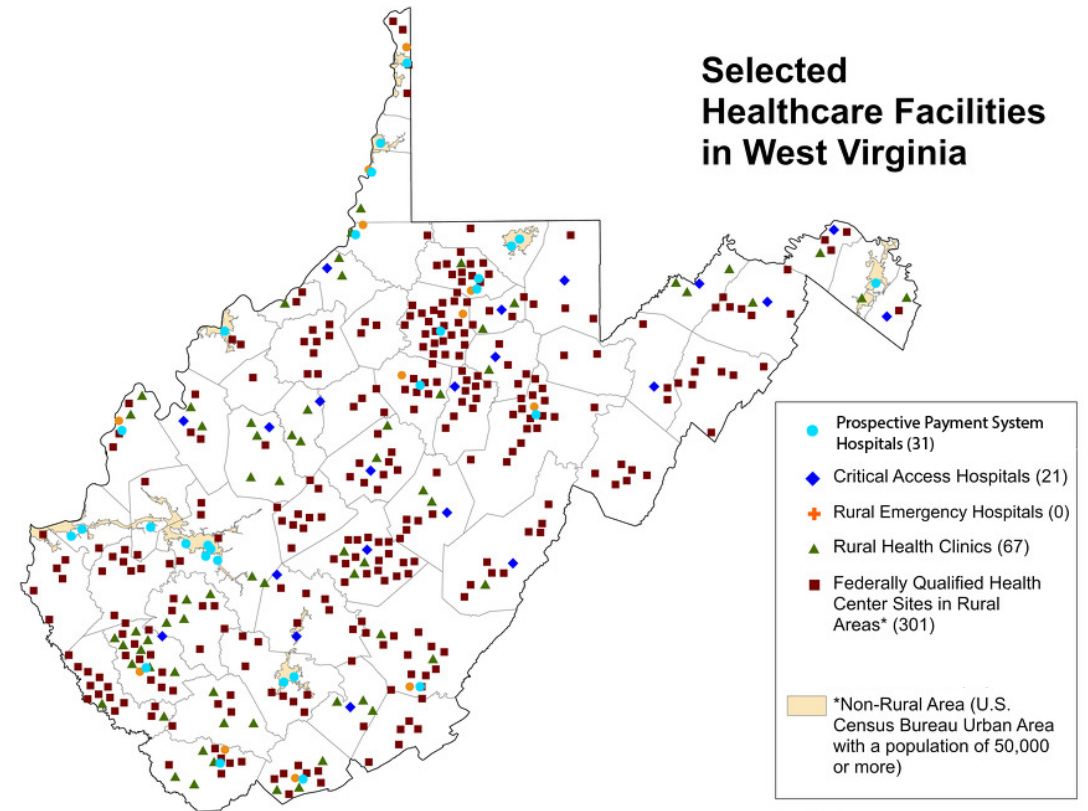 Selected
Healthcare Facilities
in West Virginia
Prospective Payment System
Hospitals (31)
Critical Access Hospitals (21)
Rural Emergency Hospitals (0)
Rural Health Clinics (67)
Federally Qualified Health
Center Sites in Rural
Areas* (301)
*Non-Rural Area (U.S.
Census Bureau Urban Area
with a population of 50,000
or more)